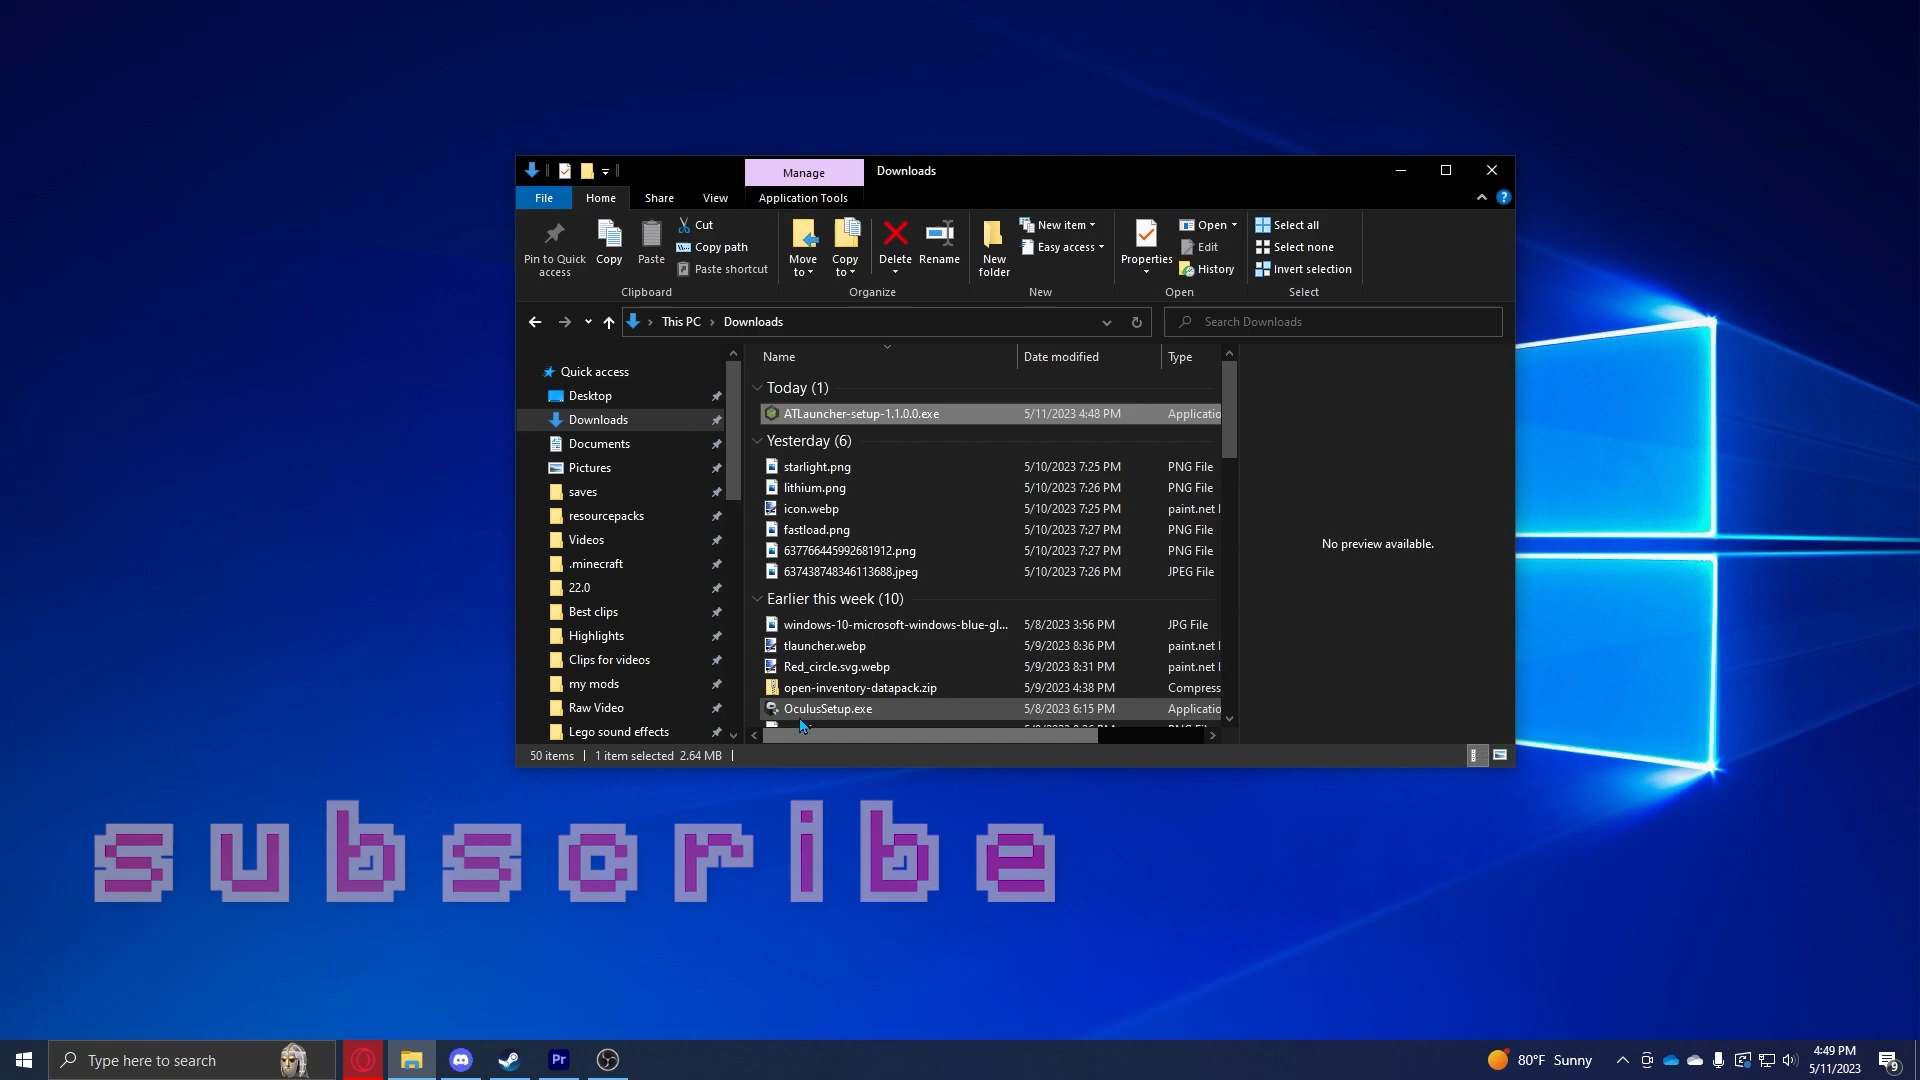 Manage
Downloads
File
Home
Share
View
Application Tools
Pin to Quick access
Copy
Paste
Cut
Copy path
Paste shortcut
Clipboard
Move to
Copy to
Delete
Rename
Organize
New folder
New item
Easy access
New
Properties
Open
Edit
History
Open
Select all
Select none
Invert selection
Select
This PC
Downloads
Search Downloads
Quick access
Desktop
Downloads
Documents
Pictures
saves
resourcepacks
Videos
.minecraft
22.0
Best clips
Highlights
Clips for videos
my mods
Raw Video
Lego sound effects
Name Date modified Type
Today (1)
ATLauncher-setup-1.1.0.0.exe 5/11/2023 4:48 PM Applicatio
Yesterday (6)
starlight.png 5/10/2023 7:25 PM PNG File
lithium.png 5/10/2023 7:26 PM PNG File
icon.webp 5/10/2023 7:25 PM paint.net
fastload.png 5/10/2023 7:27 PM PNG File
637766445992681912.png 5/10/2023 7:27 PM PNG File
637438748346113688.jpeg 5/10/2023 7:26 PM JPEG File
Earlier this week (10)
windows-10-microsoft-windows-blue-gl... 5/8/2023 3:56 PM JPG File
tlauncher.webp 5/9/2023 8:36 PM paint.net
Red_circle.svg.webp 5/9/2023 8:31 PM paint.net
open-inventory-datapack.zip 5/9/2023 4:38 PM Compress
OculusSetup.exe 5/8/2023 6:15 PM Applicatio
No preview available.
50 items
1 item selected 2.64 MB
subscribe
Type here to search
Pr
80°F Sunny
4:49 PM
5/11/2023
9